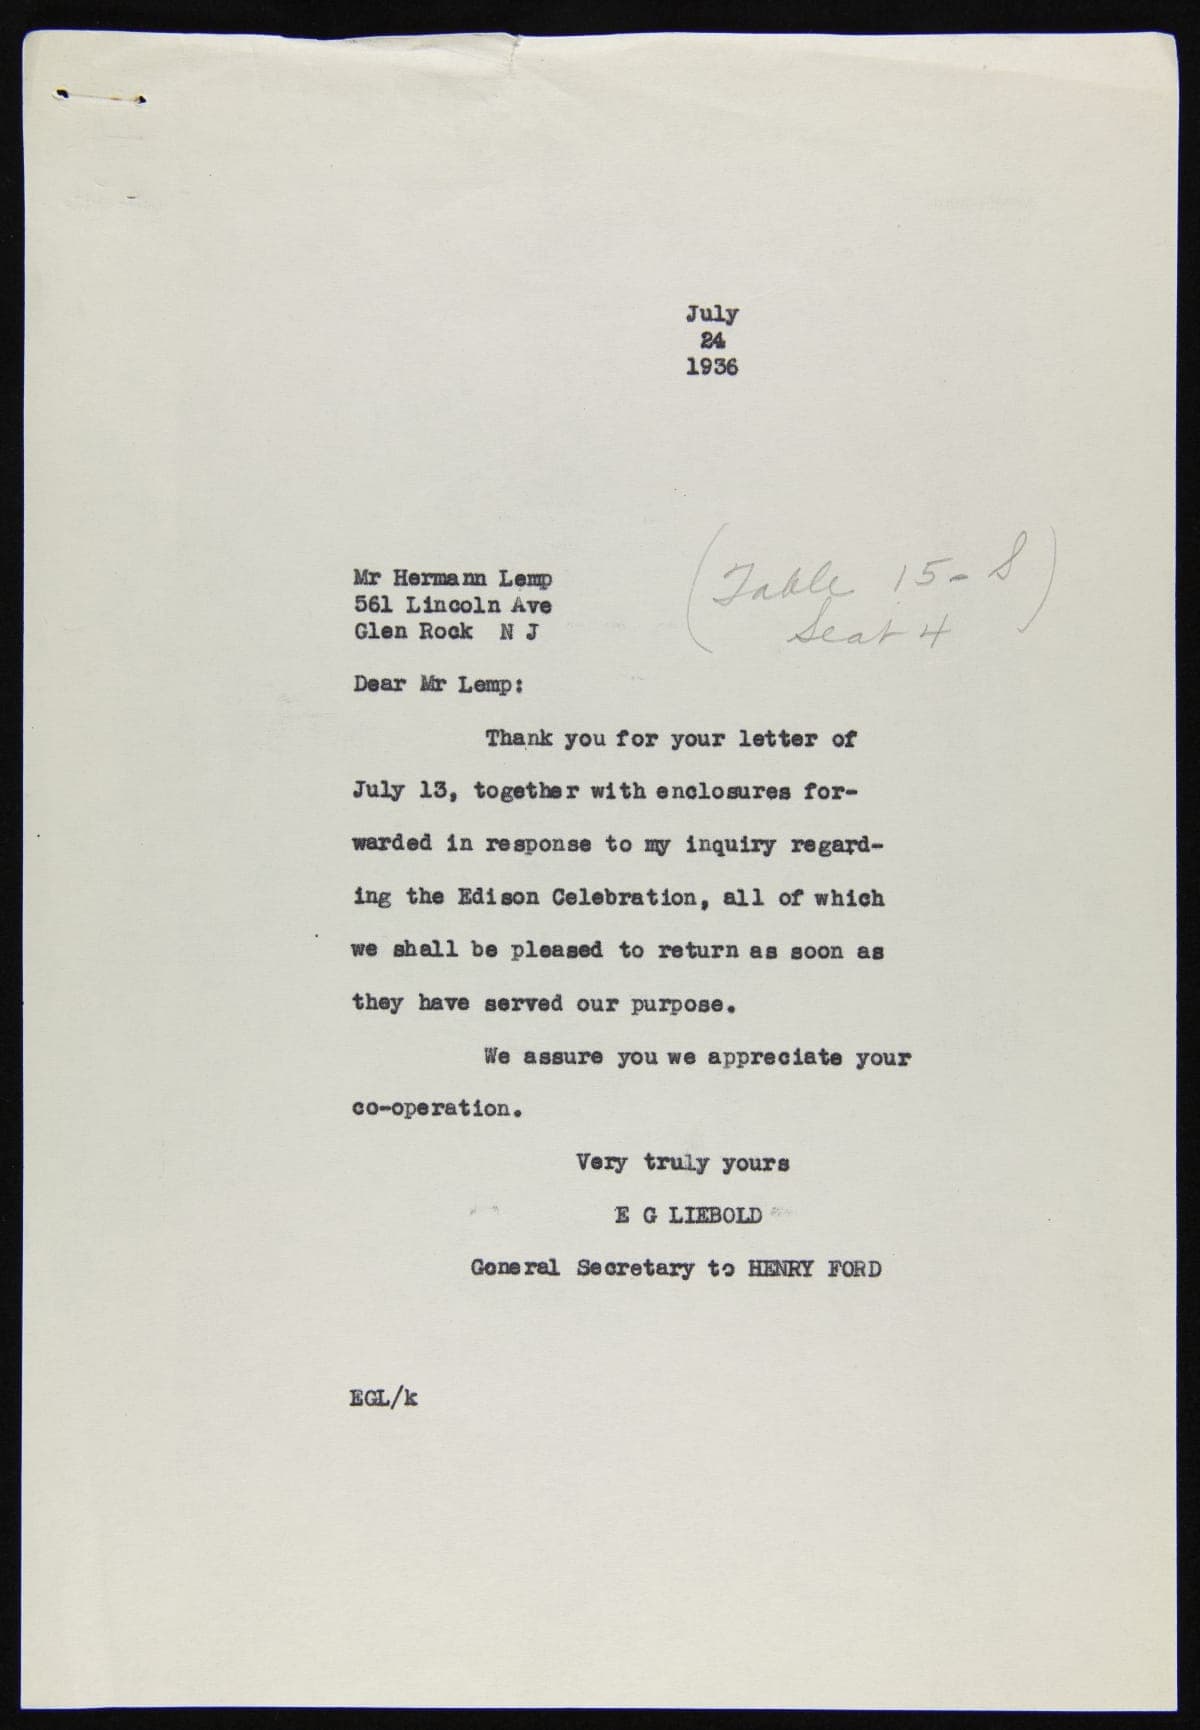 July
24
1936
Mr Hermann Lemp
561 Lincoln Ave
Glen Rock N J
(Table 15-S)
Seat 4
Dear Mr Lemp:
Thank you for your letter of
July 13, together with enclosures for-
warded in response to my inquiry regard-
ing the Edison Celebration, all of which
we shall be pleased to return as soon as
they have served our purpose.
We assure you we appreciate your
co-operation.
Very truly yours
E G LIEBOLD
General Secretary to HENRY FORD
EGL/k